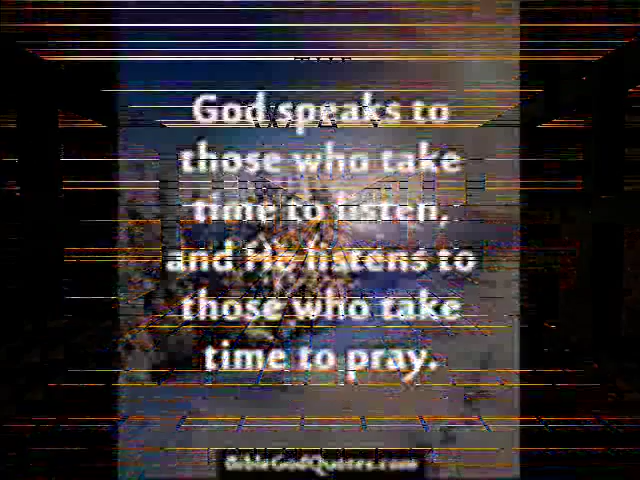 THE
God speaks to
those who take
time to listen,
and He listens to
those who take
time to pray.
BibleGodQuotes.com